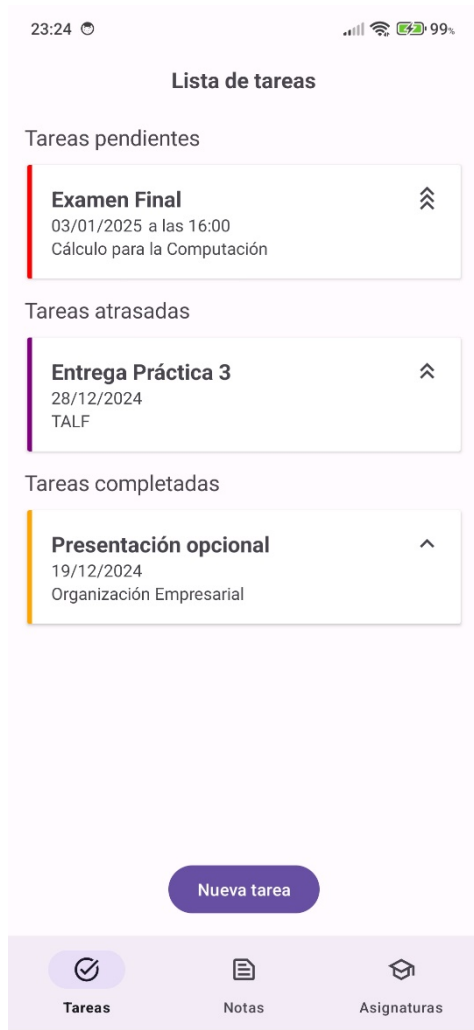 23:24 99%
Lista de tareas
Tareas pendientes
Examen Final
03/01/2025 a las 16:00
Cálculo para la Computación
Tareas atrasadas
Entrega Práctica 3
28/12/2024
TALF
Tareas completadas
Presentación opcional
19/12/2024
Organización Empresarial
Nueva tarea
Tareas Notas Asignaturas